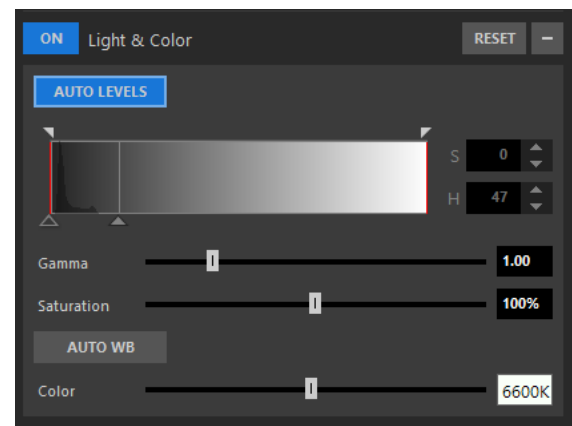 ON Light & Color RESET −
AUTO LEVELS
S 0
H 47
Gamma 1.00
Saturation 100%
AUTO WB
Color 6600K